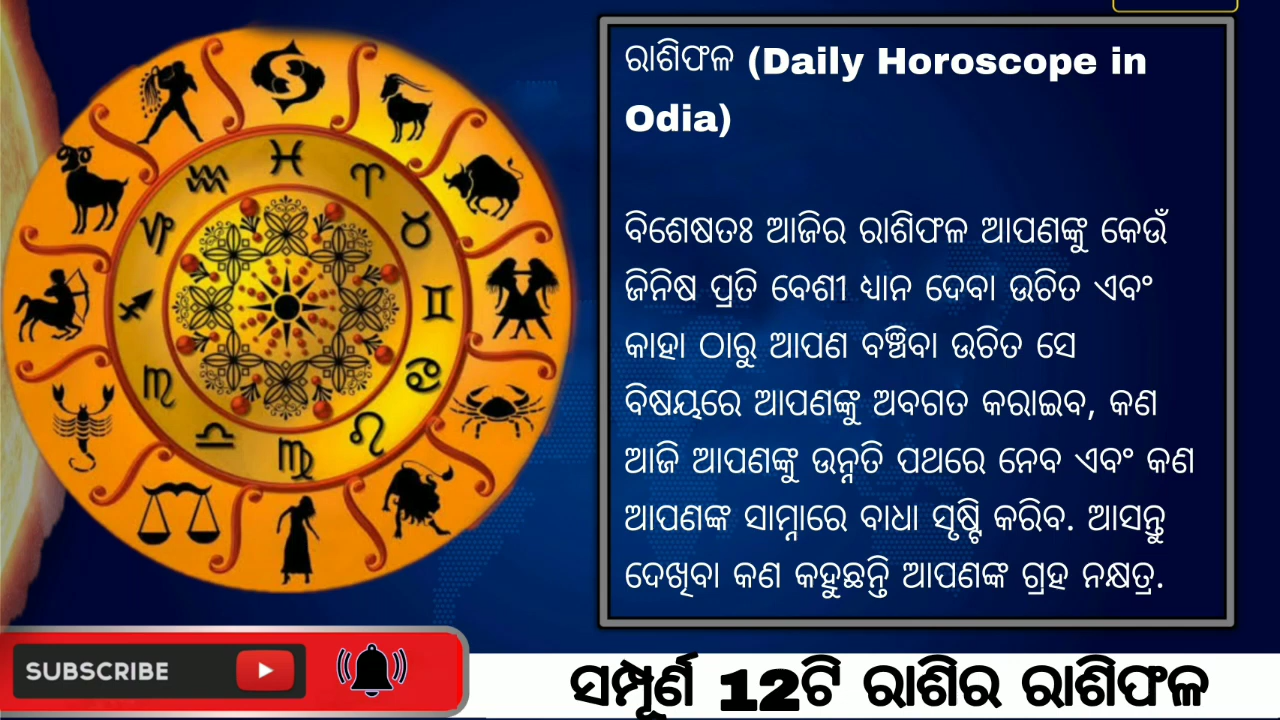 ରାଶିଫଳ (Daily Horoscope in
Odia)
ବିଶେଷତଃ ଆଜିର ରାଶିଫଳ ଆପଣଙ୍କୁ କେଉଁ
ଜିନିଷ ପ୍ରତି ବେଶୀ ଧ୍ୟାନ ଦେବା ଉଚିତ ଏବଂ
କାହା ଠାରୁ ଆପଣ ବଞ୍ଚିବା ଉଚିତ ସେ
ବିଷୟରେ ଆପଣଙ୍କୁ ଅବଗତ କରାଇବ, କଣ
ଆଜି ଆପଣଙ୍କୁ ଉନ୍ନତି ପଥରେ ନେବ ଏବଂ କଣ
ଆପଣଙ୍କ ସାମ୍ନାରେ ବାଧା ସୃଷ୍ଟି କରିବ. ଆସନ୍ତୁ
ଦେଖିବା କଣ କହୁଛନ୍ତି ଆପଣଙ୍କ ଗ୍ରହ ନକ୍ଷତ୍ର.
SUBSCRIBE
ସମ୍ପୂର୍ଣ 12ଟି ରାଶିର ରାଶିଫଳ